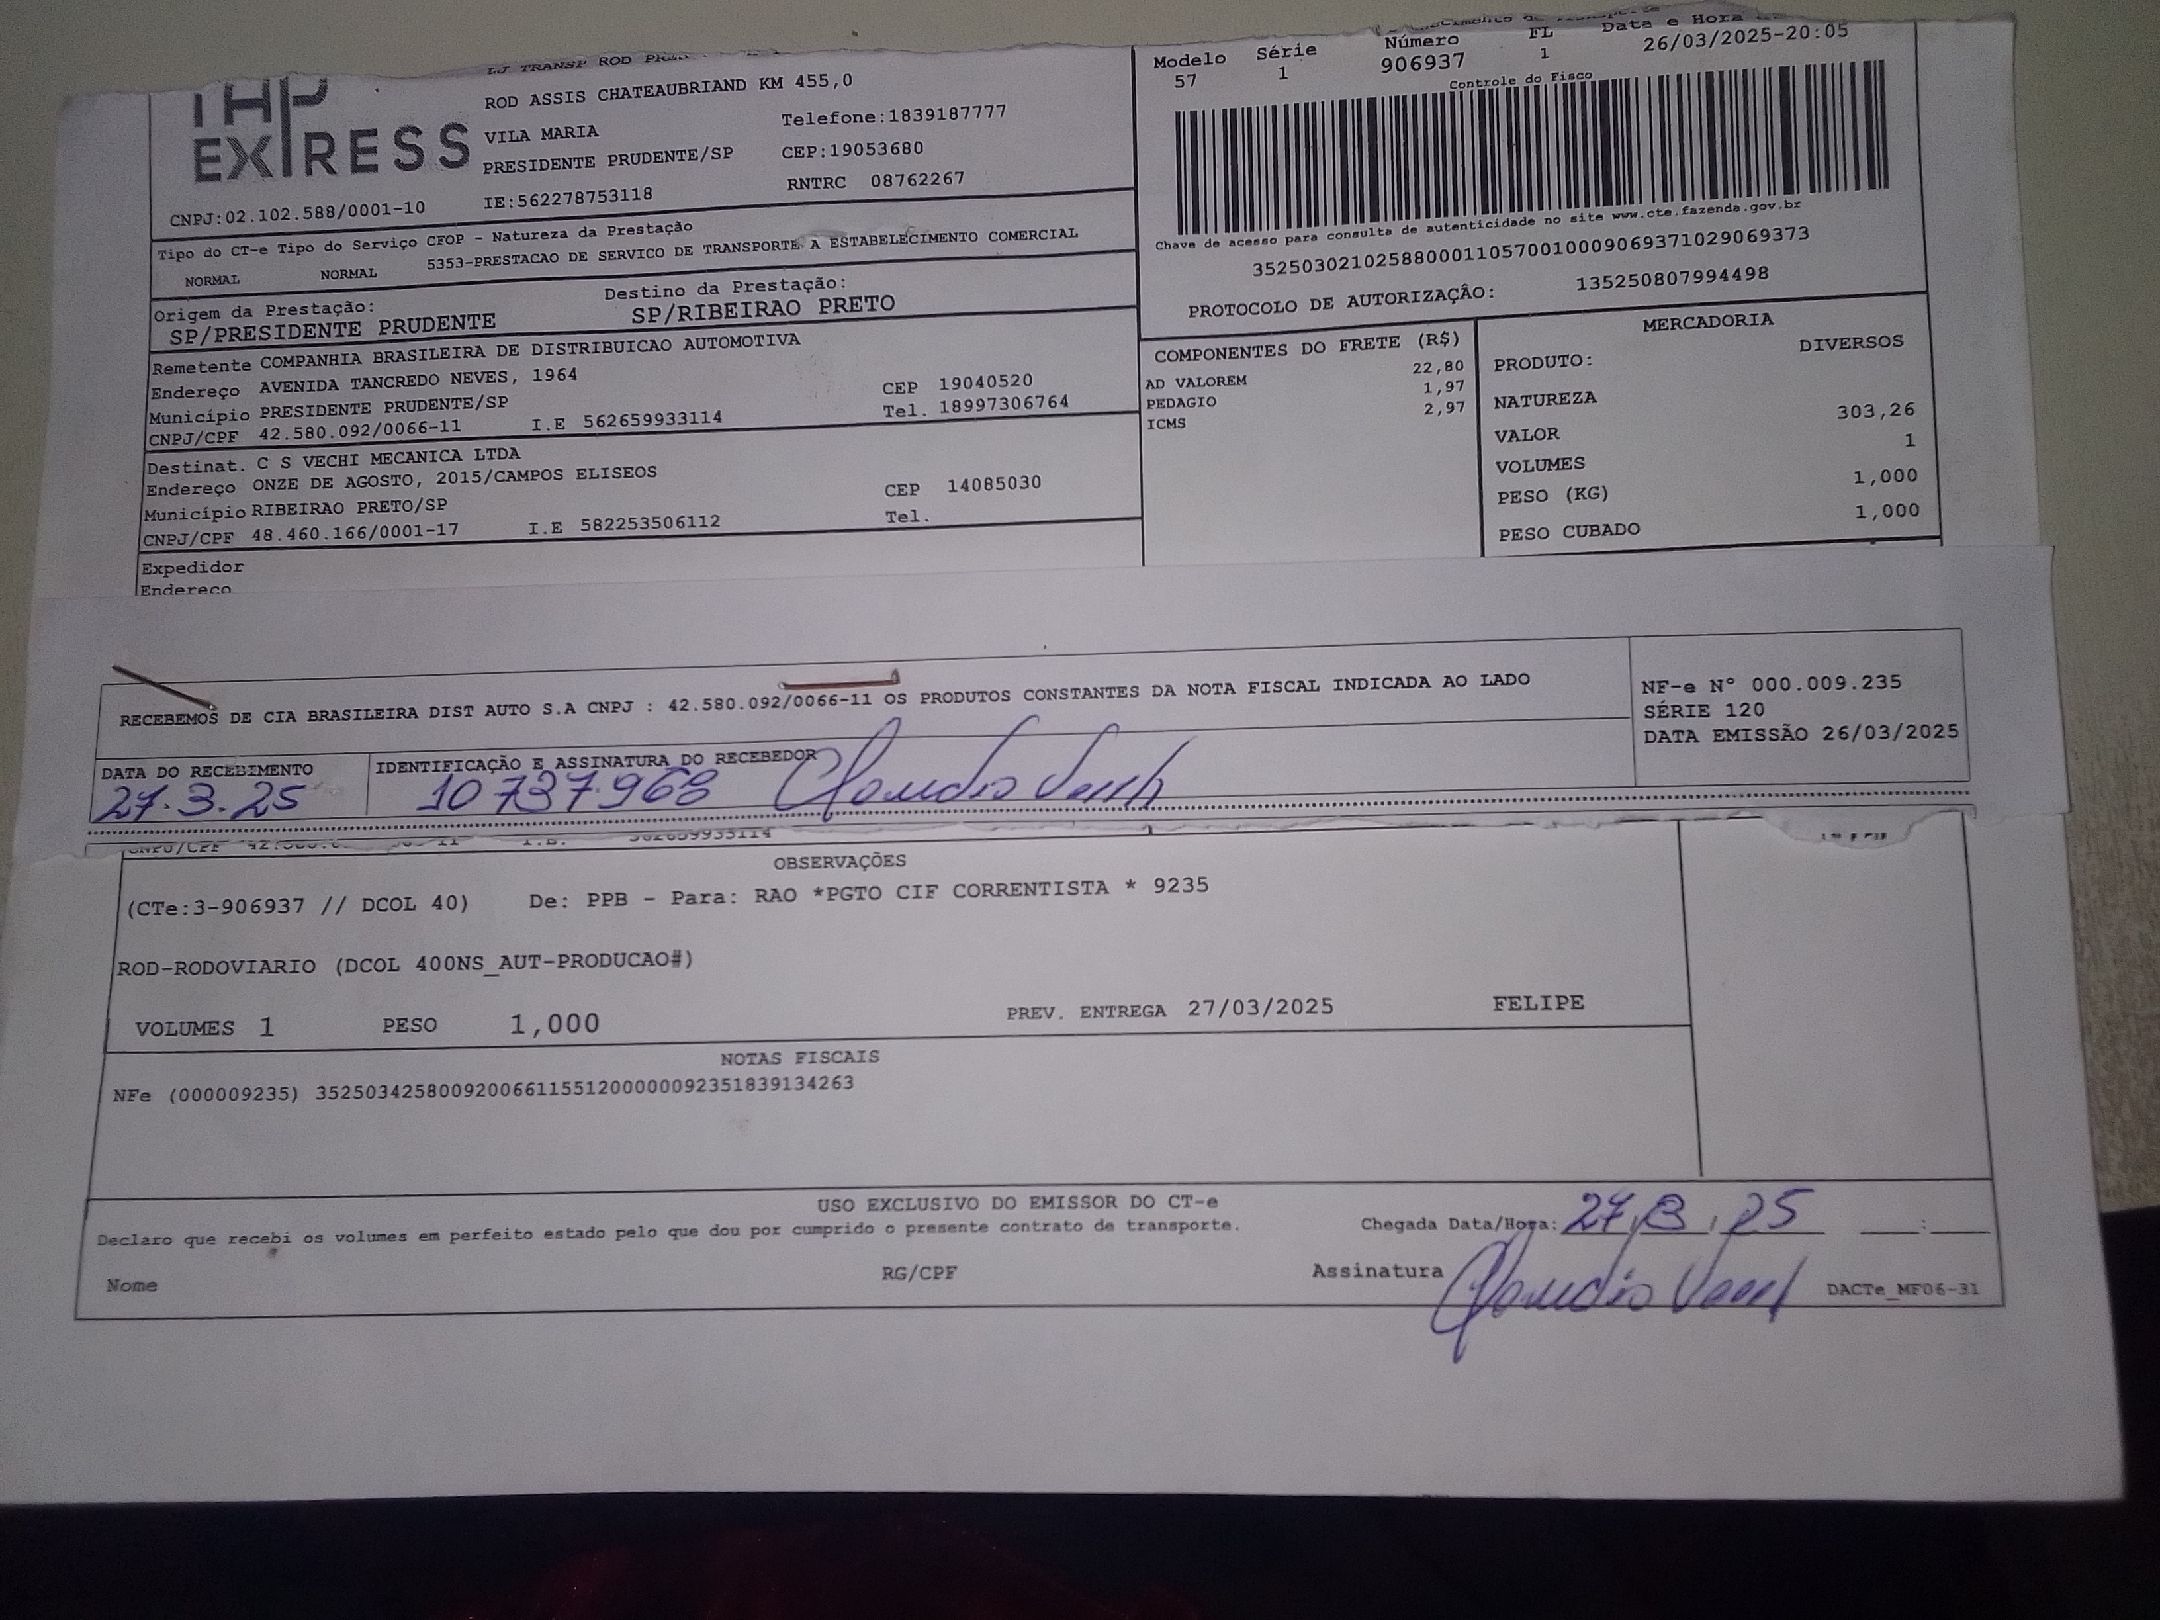 THP
EXPRESS
LJ TRANSP ROD
ROD ASSIS CHATEAUBRIAND KM 455,0
VILA MARIA
Telefone:1839187777
PRESIDENTE PRUDENTE/SP
CEP:19053680
IE:562278753118
RNTRC 08762267
CNPJ:02.102.588/0001-10
Modelo Série Número FL Data e Hora
57 1 906937 1 26/03/2025-20:05
Controle do Fisco
Chave de acesso para consulta de autenticidade no site www.cte.fazenda.gov.br
35250302102588000110570010009069371029069373
PROTOCOLO DE AUTORIZAÇÂO: 135250807994498
Tipo do CT-e Tipo do Serviço CFOP - Natureza da Prestação
NORMAL NORMAL 5353-PRESTACAO DE SERVICO DE TRANSPORTE A ESTABELECIMENTO COMERCIAL
Origem da Prestação: Destino da Prestação:
SP/PRESIDENTE PRUDENTE SP/RIBEIRAO PRETO
Remetente COMPANHIA BRASILEIRA DE DISTRIBUICAO AUTOMOTIVA
Endereço AVENIDA TANCREDO NEVES, 1964
CEP 19040520
Município PRESIDENTE PRUDENTE/SP
Tel. 18997306764
CNPJ/CPF 42.580.092/0066-11 I.E 562659933114
Destinat. C S VECHI MECANICA LTDA
Endereço ONZE DE AGOSTO, 2015/CAMPOS ELISEOS
CEP 14085030
Município RIBEIRAO PRETO/SP
Tel.
CNPJ/CPF 48.460.166/0001-17 I.E 582253506112
Expedidor
Endereço
COMPONENTES DO FRETE (R$)
22,80
AD VALOREM 1,97
PEDAGIO 2,97
ICMS
MERCADORIA
PRODUTO: DIVERSOS
NATUREZA
VALOR 303,26
VOLUMES 1
PESO (KG) 1,000
PESO CUBADO 1,000
RECEBEMOS DE CIA BRASILEIRA DIST AUTO S.A CNPJ : 42.580.092/0066-11 OS PRODUTOS CONSTANTES DA NOTA FISCAL INDICADA AO LADO
NF-e N° 000.009.235
SÉRIE 120
DATA EMISSÃO 26/03/2025
DATA DO RECEBIMENTO IDENTIFICAÇÃO E ASSINATURA DO RECEBEDOR
27.3.25 10737968 Claudio Vechi
CNPJ/CPF
OBSERVAÇÕES
(CTe:3-906937 // DCOL 40) De: PPB - Para: RAO *PGTO CIF CORRENTISTA * 9235
ROD-RODOVIARIO (DCOL 400NS_AUT-PRODUCAO#)
VOLUMES 1 PESO 1,000 PREV. ENTREGA 27/03/2025 FELIPE
NOTAS FISCAIS
NFe (000009235) 35250342580092006611551200000092351839134263
USO EXCLUSIVO DO EMISSOR DO CT-e
Declaro que recebi os volumes em perfeito estado pelo que dou por cumprido o presente contrato de transporte.
Chegada Data/Hora: 27/3/25 :
Nome RG/CPF Assinatura Claudio Vechi DACTe_MF06-31